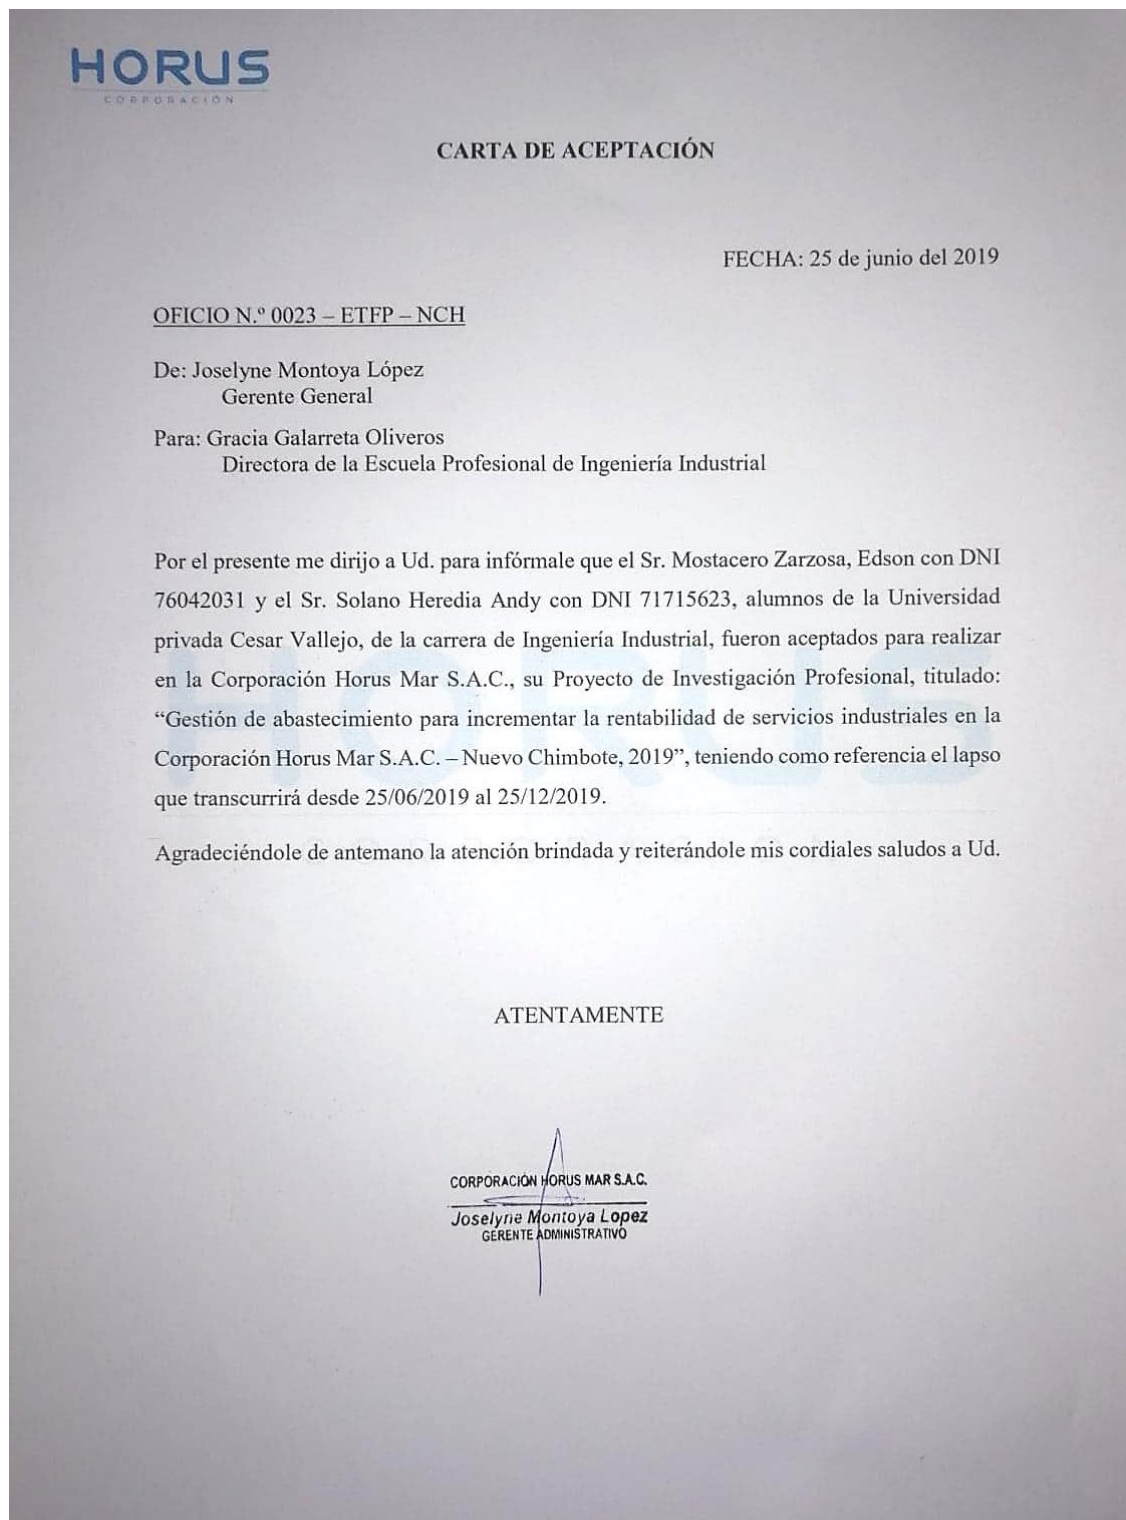 HORUS
CORPORACIÓN
CARTA DE ACEPTACIÓN
FECHA: 25 de junio del 2019
OFICIO N.º 0023 – ETFP – NCH
De: Joselyne Montoya López
Gerente General
Para: Gracia Galarreta Oliveros
Directora de la Escuela Profesional de Ingeniería Industrial
Por el presente me dirijo a Ud. para infórmale que el Sr. Mostacero Zarzosa, Edson con DNI
76042031 y el Sr. Solano Heredia Andy con DNI 71715623, alumnos de la Universidad
privada Cesar Vallejo, de la carrera de Ingeniería Industrial, fueron aceptados para realizar
en la Corporación Horus Mar S.A.C., su Proyecto de Investigación Profesional, titulado:
“Gestión de abastecimiento para incrementar la rentabilidad de servicios industriales en la
Corporación Horus Mar S.A.C. – Nuevo Chimbote, 2019”, teniendo como referencia el lapso
que transcurrirá desde 25/06/2019 al 25/12/2019.
Agradeciéndole de antemano la atención brindada y reiterándole mis cordiales saludos a Ud.
ATENTAMENTE
CORPORACIÓN HORUS MAR S.A.C.
Joselyne Montoya Lopez
GERENTE ADMINISTRATIVO